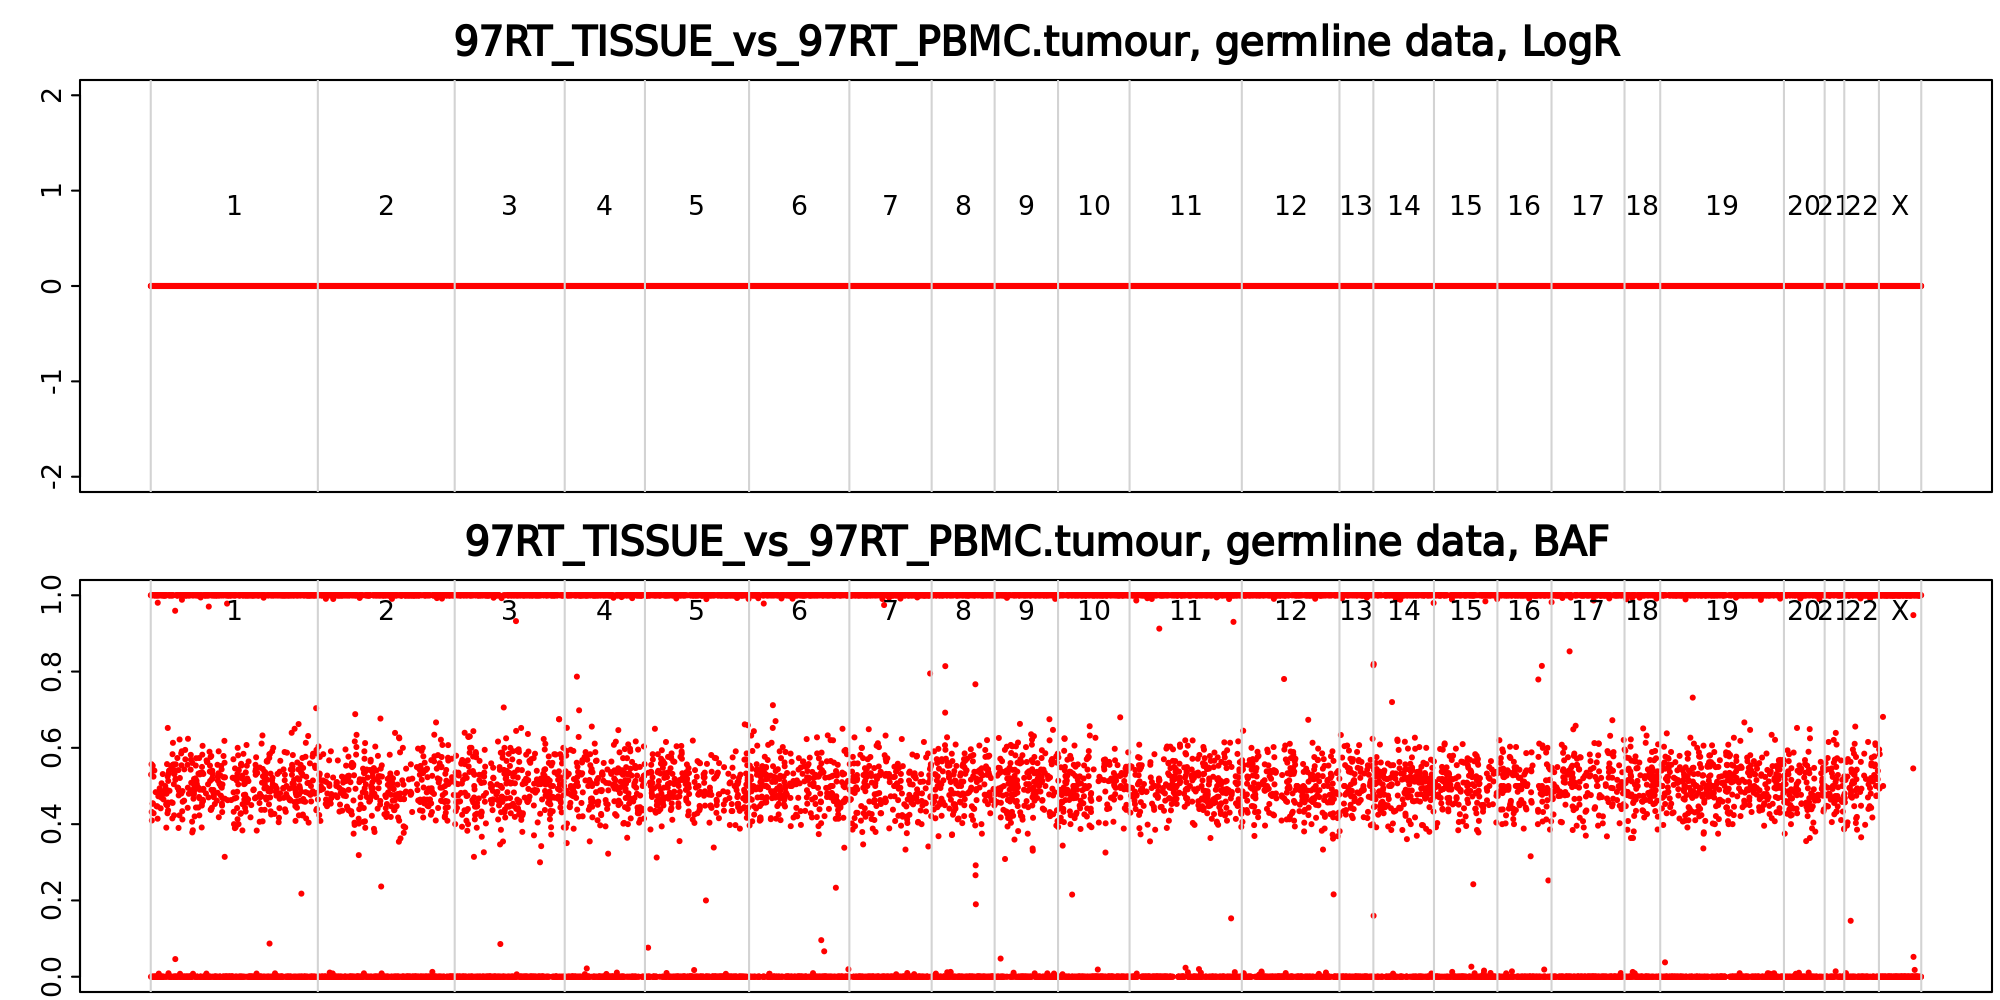 97RT_TISSUE_vs_97RT_PBMC.tumour, germline data, LogR
2
1
0
-1
-2
1 2 3 4 5 6 7 8 9 10 11 12 13 14 15 16 17 18 19 20 21 22 X
97RT_TISSUE_vs_97RT_PBMC.tumour, germline data, BAF
1.0
0.8
0.6
0.4
0.2
0.0
1 2 3 4 5 6 7 8 9 10 11 12 13 14 15 16 17 18 19 20 21 22 X